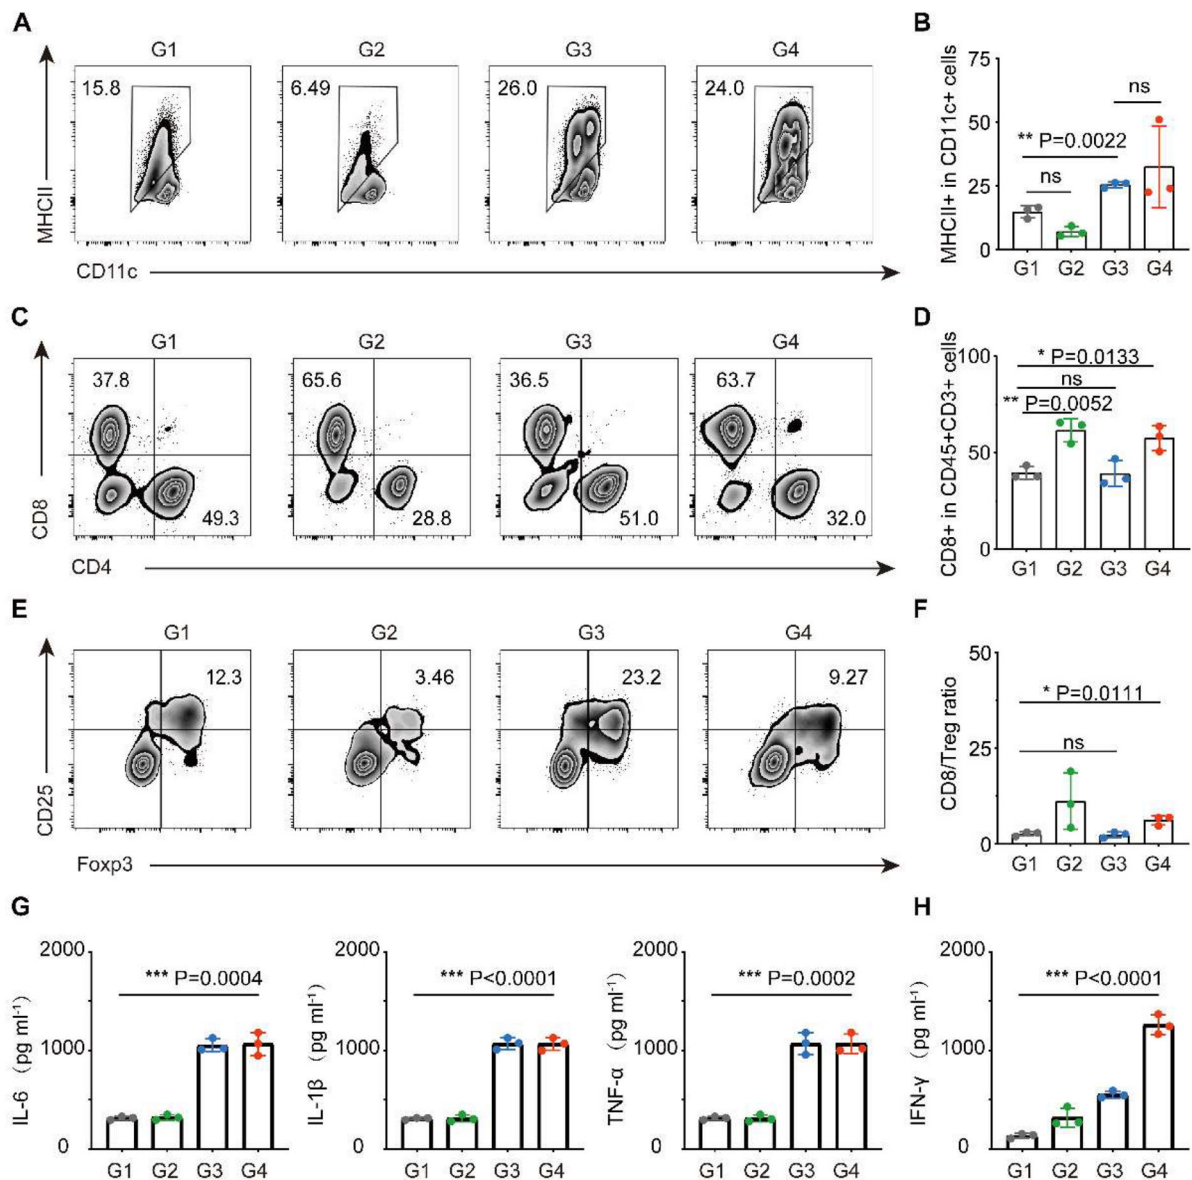 A
G1
G2
G3
G4
15.8
6.49
26.0
24.0
MHCII
CD11c
B
MHCII+ in CD11c+ cells
75
50
25
0
ns
** P=0.0022
ns
G1
G2
G3
G4
C
G1
G2
G3
G4
37.8
65.6
36.5
63.7
49.3
28.8
51.0
32.0
CD8
CD4
D
CD8+ in CD45+CD3+ cells
100
50
0
* P=0.0133
ns
** P=0.0052
G1
G2
G3
G4
E
G1
G2
G3
G4
12.3
3.46
23.2
9.27
CD25
Foxp3
F
CD8/Treg ratio
50
25
0
* P=0.0111
ns
G1
G2
G3
G4
G
IL-6 (pg ml⁻¹)
2000
1000
0
*** P=0.0004
G1
G2
G3
G4
IL-1β (pg ml⁻¹)
2000
1000
0
*** P<0.0001
G1
G2
G3
G4
TNF-α (pg ml⁻¹)
2000
1000
0
*** P=0.0002
G1
G2
G3
G4
H
IFN-γ (pg ml⁻¹)
2000
1000
0
*** P<0.0001
G1
G2
G3
G4